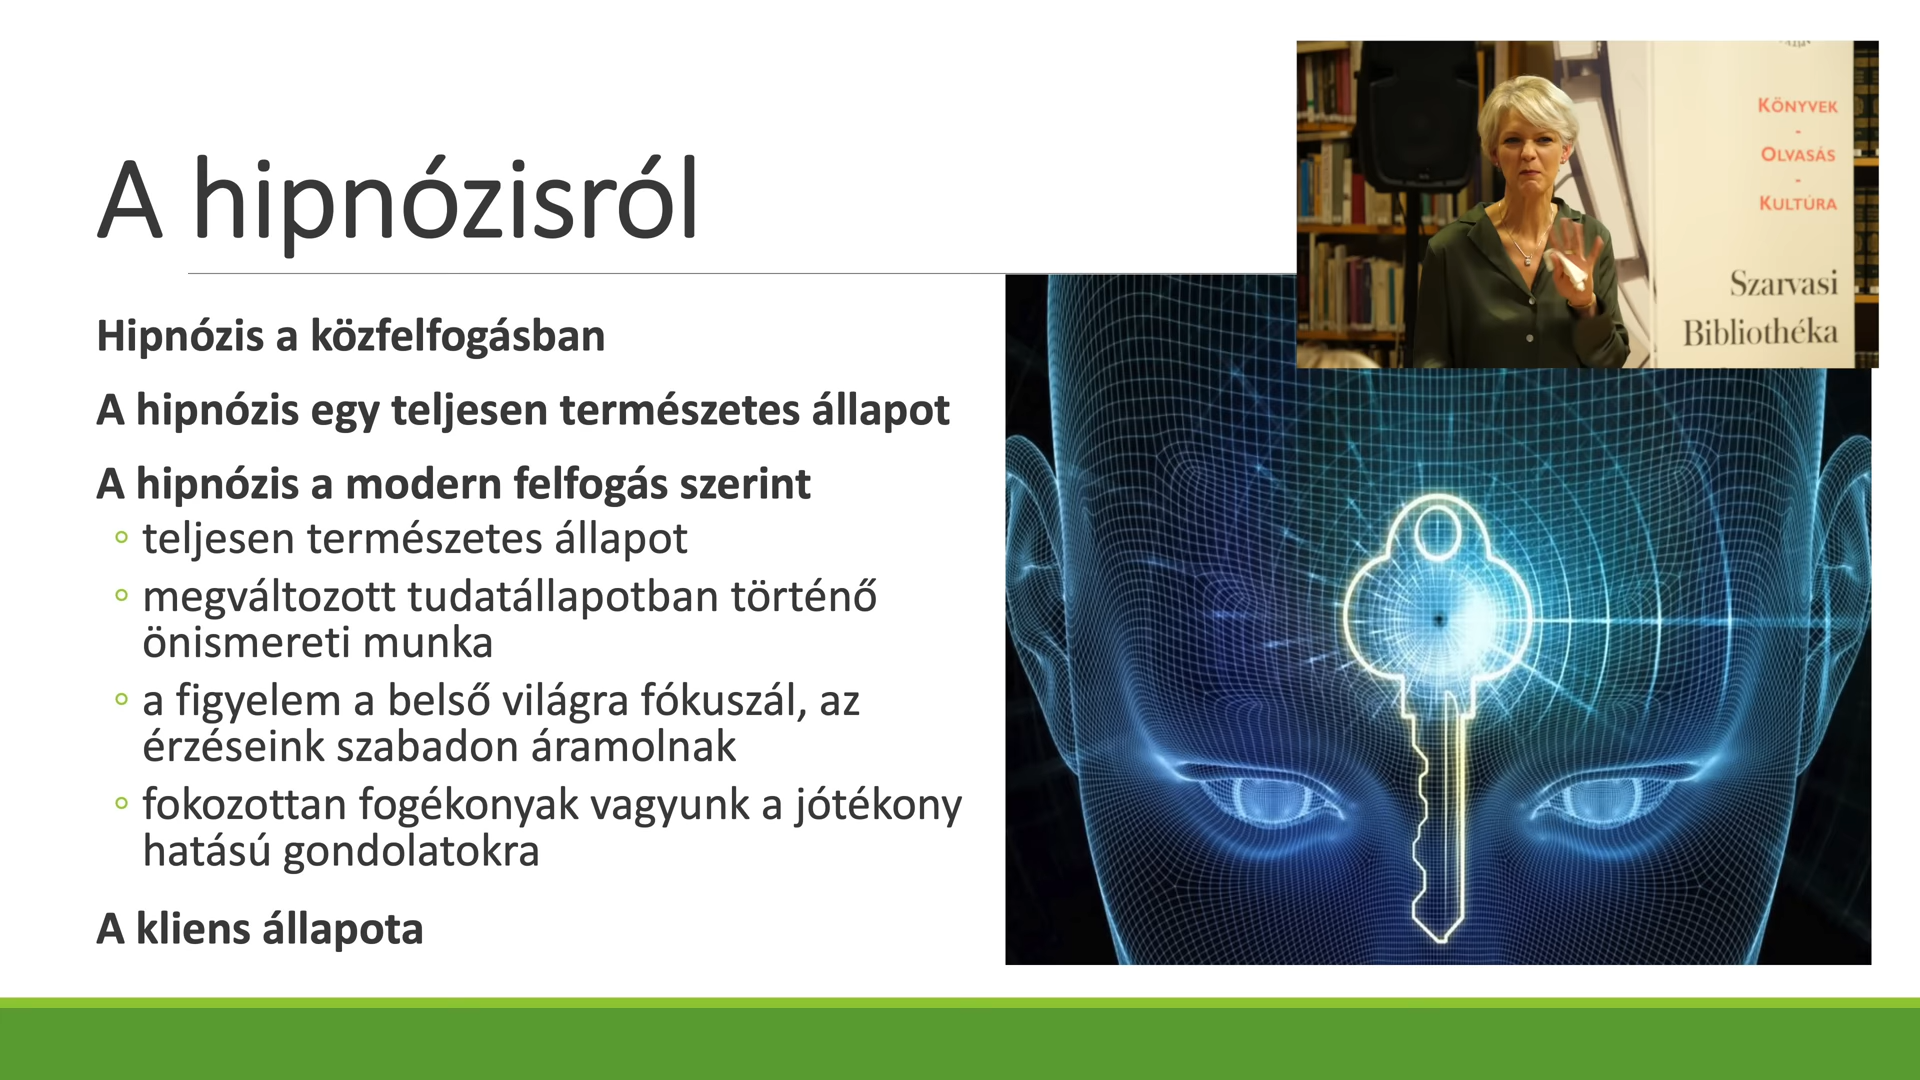 A hipnózisról
Hipnózis a közfelfogásban
A hipnózis egy teljesen természetes állapot
A hipnózis a modern felfogás szerint
◦ teljesen természetes állapot
◦ megváltozott tudatállapotban történő
önismereti munka
◦ a figyelem a belső világra fókuszál, az
érzéseink szabadon áramolnak
◦ fokozottan fogékonyak vagyunk a jótékony
hatású gondolatokra
A kliens állapota
KÖNYVEK
-
OLVASÁS
-
KULTÚRA
Szarvasi
Bibliothéka